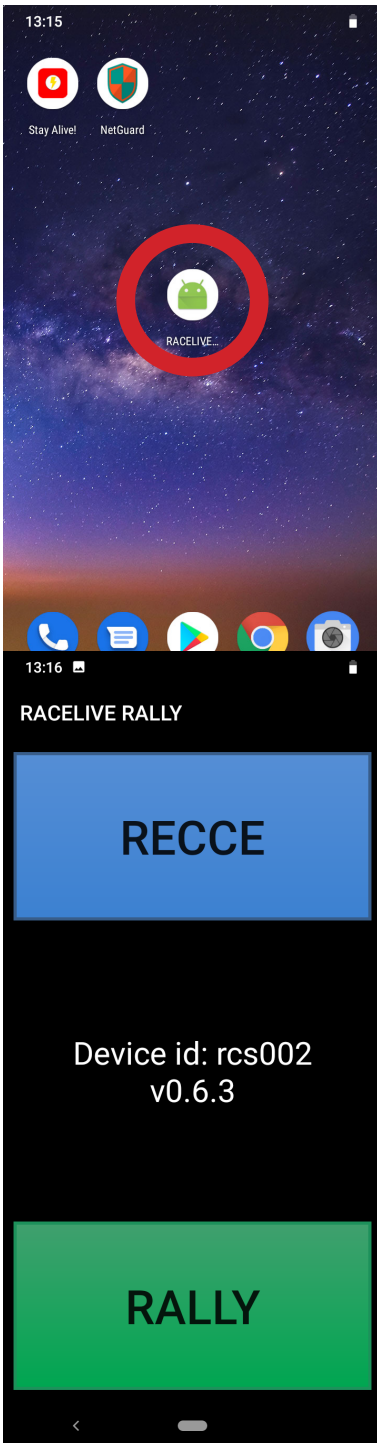 13:15
Stay Alive!
NetGuard
RACELIVE...
13:16
RACELIVE RALLY
RECCE
Device id: rcs002
v0.6.3
RALLY